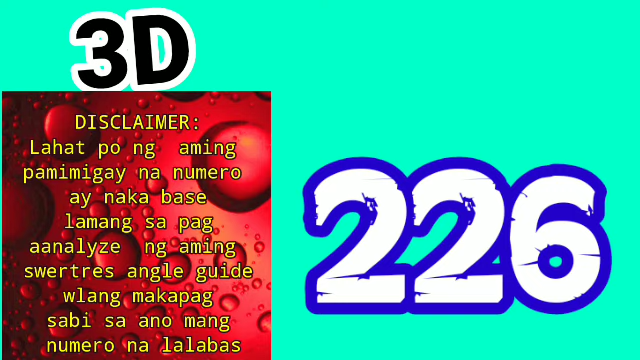 3D
DISCLAIMER:
Lahat po ng aming
pamimigay na numero
ay naka base
lamang sa pag
aanalyze ng aming
swertres angle guide
wlang makapag
sabi sa ano mang
numero na lalabas
226